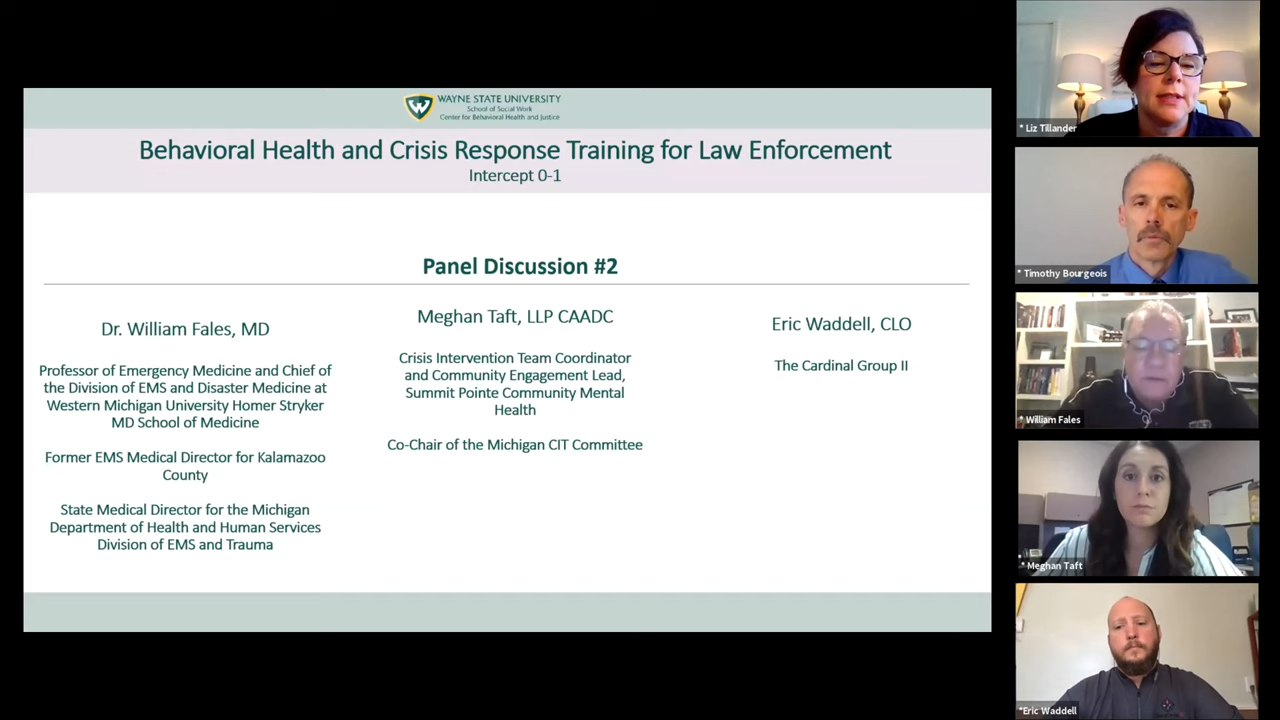 WAYNE STATE UNIVERSITY
School of Social Work
Center for Behavioral Health and Justice
Behavioral Health and Crisis Response Training for Law Enforcement
Intercept 0-1
Panel Discussion #2
Dr. William Fales, MD
Professor of Emergency Medicine and Chief of
the Division of EMS and Disaster Medicine at
Western Michigan University Homer Stryker
MD School of Medicine
Former EMS Medical Director for Kalamazoo
County
State Medical Director for the Michigan
Department of Health and Human Services
Division of EMS and Trauma
Meghan Taft, LLP CAADC
Crisis Intervention Team Coordinator
and Community Engagement Lead,
Summit Pointe Community Mental
Health
Co-Chair of the Michigan CIT Committee
Eric Waddell, CLO
The Cardinal Group II
* Liz Tillander
* Timothy Bourgeois
* William Fales
* Meghan Taft
*Eric Waddell